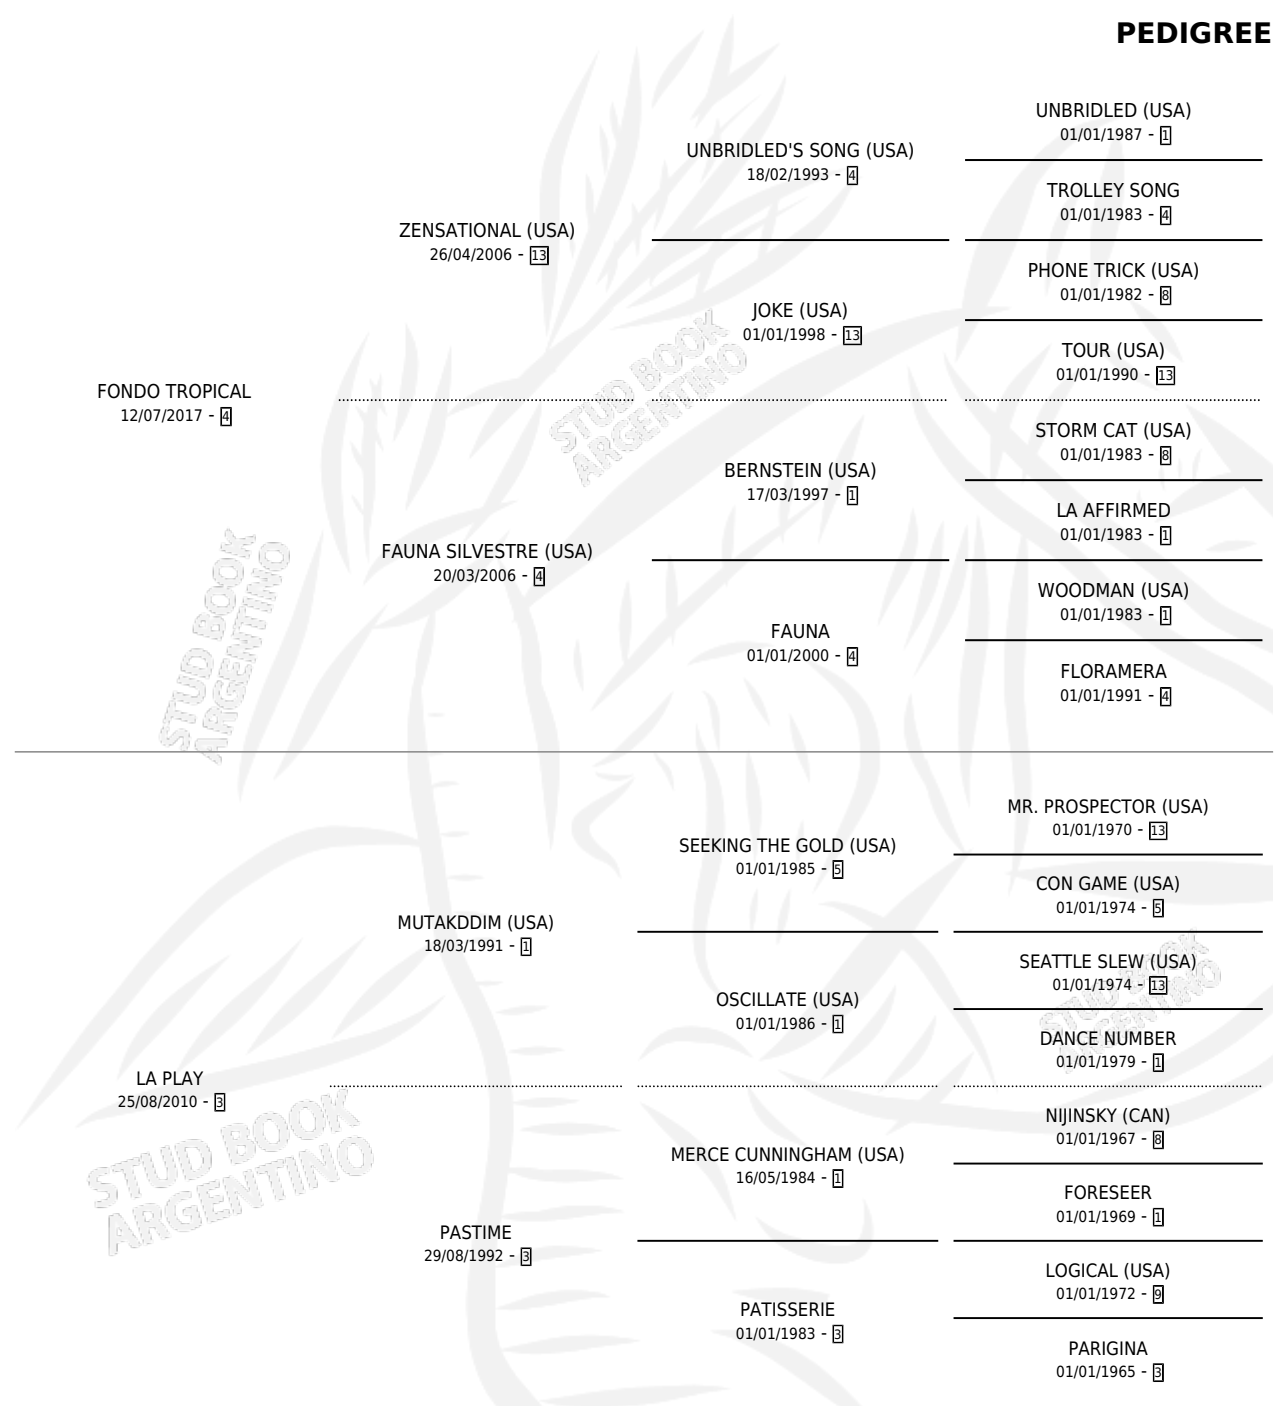 PEDIGREE
UNBRIDLED (USA)
01/01/1987 - 1
UNBRIDLED'S SONG (USA)
18/02/1993 - 4
TROLLEY SONG
01/01/1983 - 4
ZENSATIONAL (USA)
26/04/2006 - 13
PHONE TRICK (USA)
01/01/1982 - 8
JOKE (USA)
01/01/1998 - 13
TOUR (USA)
01/01/1990 - 13
FONDO TROPICAL
12/07/2017 - 4
STORM CAT (USA)
01/01/1983 - 8
BERNSTEIN (USA)
17/03/1997 - 1
LA AFFIRMED
01/01/1983 - 1
FAUNA SILVESTRE (USA)
20/03/2006 - 4
WOODMAN (USA)
01/01/1983 - 1
FAUNA
01/01/2000 - 4
FLORAMERA
01/01/1991 - 4
MR. PROSPECTOR (USA)
01/01/1970 - 13
SEEKING THE GOLD (USA)
01/01/1985 - 5
CON GAME (USA)
01/01/1974 - 5
MUTAKDDIM (USA)
18/03/1991 - 1
SEATTLE SLEW (USA)
01/01/1974 - 13
OSCILLATE (USA)
01/01/1986 - 1
DANCE NUMBER
01/01/1979 - 1
LA PLAY
25/08/2010 - 3
NIJINSKY (CAN)
01/01/1967 - 8
MERCE CUNNINGHAM (USA)
16/05/1984 - 1
FORESEER
01/01/1969 - 1
PASTIME
29/08/1992 - 3
LOGICAL (USA)
01/01/1972 - 9
PATISSERIE
01/01/1983 - 3
PARIGINA
01/01/1965 - 3
STUD BOOK
ARGENTINO
STUD BOOK
ARGENTINO
STUD BOOK
ARGENTINO
STUD BOOK
ARGENTINO